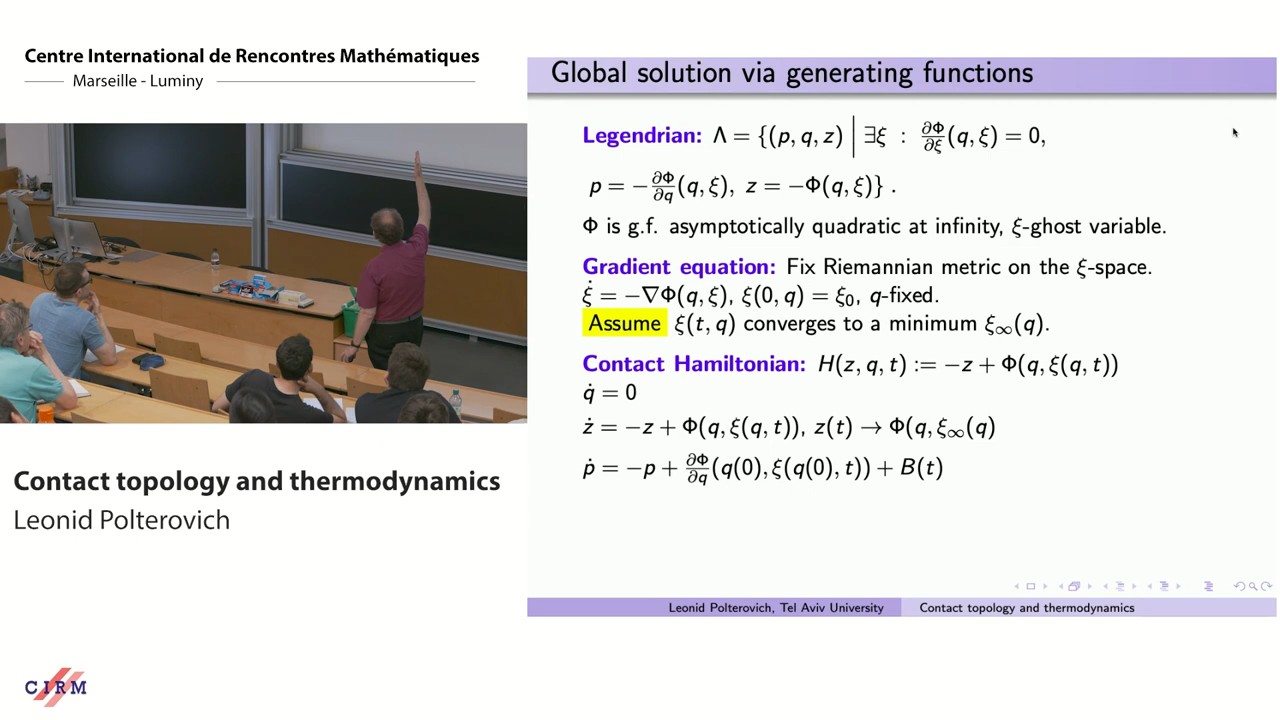 Centre International de Rencontres Mathématiques
Marseille - Luminy
Global solution via generating functions
Legendrian: Λ = {(p, q, z) | ∃ξ : ∂Φ/∂ξ (q, ξ) = 0,
p = −∂Φ/∂q (q, ξ), z = −Φ(q, ξ)} .
Φ is g.f. asymptotically quadratic at infinity, ξ-ghost variable.
Gradient equation: Fix Riemannian metric on the ξ-space.
ξ̇ = −∇Φ(q, ξ), ξ(0, q) = ξ₀, q-fixed.
Assume ξ(t, q) converges to a minimum ξ∞(q).
Contact Hamiltonian: H(z, q, t) := −z + Φ(q, ξ(q, t))
q̇ = 0
ż = −z + Φ(q, ξ(q, t)), z(t) → Φ(q, ξ∞(q)
ṗ = −p + ∂Φ/∂q (q(0), ξ(q(0), t)) + B(t)
Leonid Polterovich, Tel Aviv University
Contact topology and thermodynamics
Contact topology and thermodynamics
Leonid Polterovich
CIRM